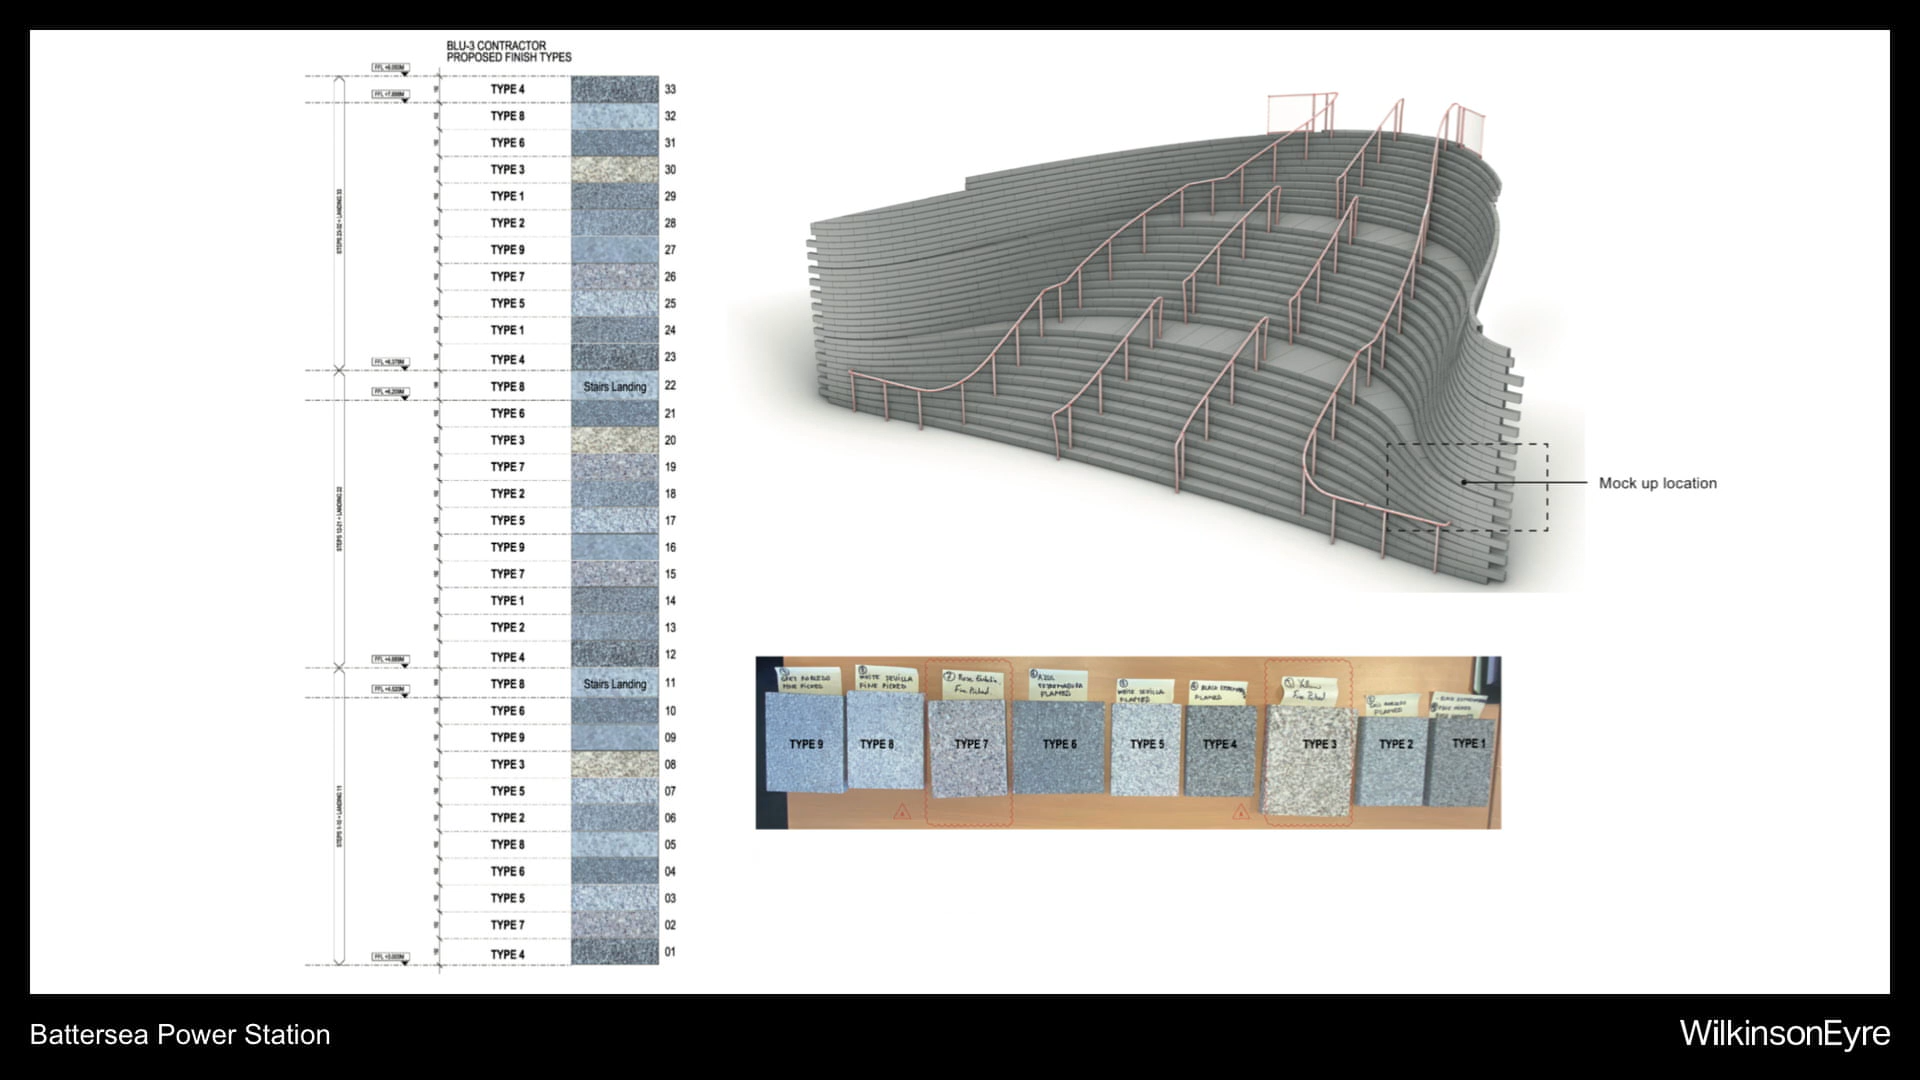 BLU-3 CONTRACTOR
PROPOSED FINISH TYPES
TYPE 4 33
TYPE 8 32
TYPE 6 31
TYPE 3 30
TYPE 1 29
TYPE 2 28
TYPE 9 27
TYPE 7 26
TYPE 5 25
TYPE 1 24
TYPE 4 23
TYPE 8 Stairs Landing 22
TYPE 6 21
TYPE 3 20
TYPE 7 19
TYPE 2 18
TYPE 5 17
TYPE 9 16
TYPE 7 15
TYPE 1 14
TYPE 2 13
TYPE 4 12
TYPE 8 Stairs Landing 11
TYPE 6 10
TYPE 9 09
TYPE 3 08
TYPE 5 07
TYPE 2 06
TYPE 8 05
TYPE 6 04
TYPE 5 03
TYPE 7 02
TYPE 4 01
Mock up location
WHITE SEVILLA
FINE PICKED
WHITE SEVILLA
FLAMED
TYPE 9
TYPE 8
TYPE 7
TYPE 6
TYPE 5
TYPE 4
TYPE 3
TYPE 2
TYPE 1
Battersea Power Station
WilkinsonEyre